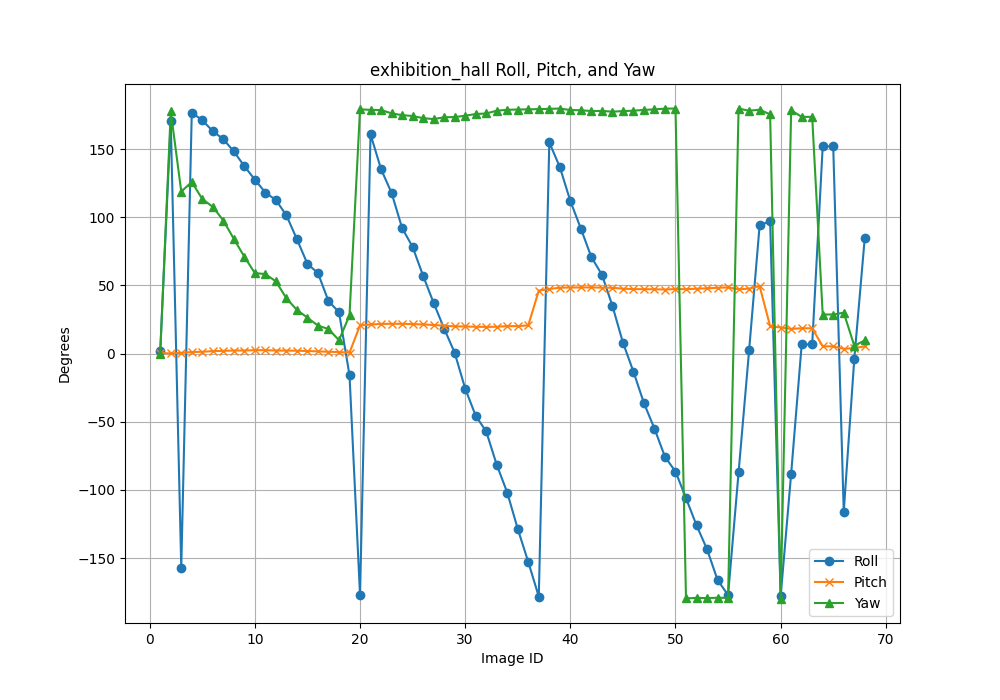 exhibition_hall Roll, Pitch, and Yaw
Degrees
150
100
50
0
−50
−100
−150
0 10 20 30 40 50 60 70
Image ID
Roll
Pitch
Yaw